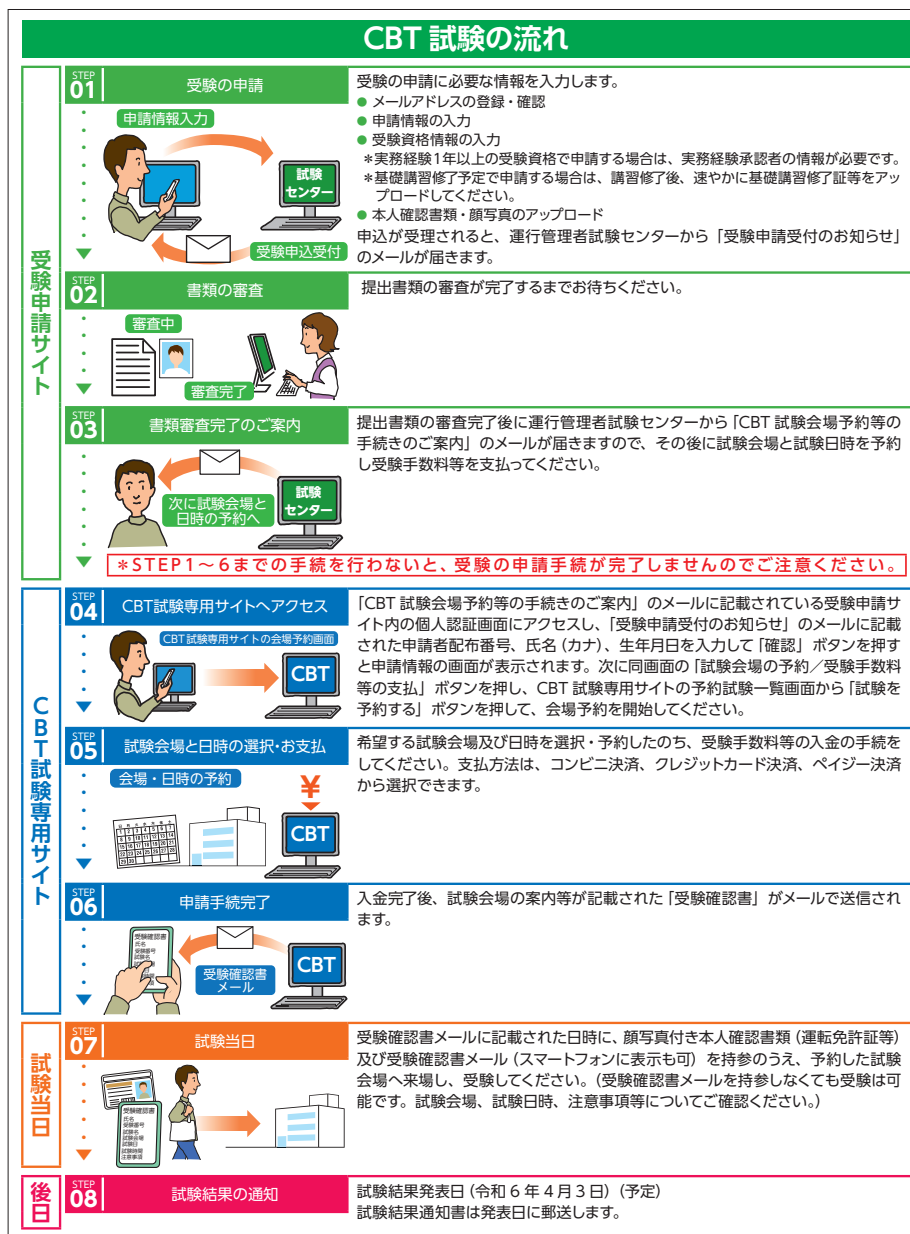 CBT 試験の流れ
受験申請サイト
STEP
01
受験の申請
申請情報入力
試験
センター
受験申込受付
受験の申請に必要な情報を入力します。
● メールアドレスの登録・確認
● 申請情報の入力
● 受験資格情報の入力
＊実務経験1年以上の受験資格で申請する場合は、実務経験承認者の情報が必要です。
＊基礎講習修了予定で申請する場合は、講習修了後、速やかに基礎講習修了証等をアッ
プロードしてください。
● 本人確認書類・顔写真のアップロード
申込が受理されると、運行管理者試験センターから「受験申請受付のお知らせ」
のメールが届きます。
STEP
02
書類の審査
審査中
審査完了
提出書類の審査が完了するまでお待ちください。
STEP
03
書類審査完了のご案内
次に試験会場と
日時の予約へ
試験
センター
提出書類の審査完了後に運行管理者試験センターから「CBT 試験会場予約等の
手続きのご案内」のメールが届きますので、その後に試験会場と試験日時を予約
し受験手数料等を支払ってください。
＊STEP1～6までの手続を行わないと、受験の申請手続が完了しませんのでご注意ください。
CBT試験専用サイト
STEP
04
CBT試験専用サイトへアクセス
CBT試験専用サイトの会場予約画面
CBT
「CBT 試験会場予約等の手続きのご案内」のメールに記載されている受験申請サ
イト内の個人認証画面にアクセスし、「受験申請受付のお知らせ」のメールに記載
された申請者配布番号、氏名（カナ）、生年月日を入力して「確認」ボタンを押す
と申請情報の画面が表示されます。次に同画面の「試験会場の予約／受験手数料
等の支払」ボタンを押し、CBT 試験専用サイトの予約試験一覧画面から「試験を
予約する」ボタンを押して、会場予約を開始してください。
STEP
05
試験会場と日時の選択・お支払
会場・日時の予約
¥
CBT
希望する試験会場及び日時を選択・予約したのち、受験手数料等の入金の手続を
してください。支払方法は、コンビニ決済、クレジットカード決済、ペイジー決済
から選択できます。
STEP
06
申請手続完了
受験確認書
氏名
受験番号
試験名
受験確認書
メール
CBT
入金完了後、試験会場の案内等が記載された「受験確認書」がメールで送信され
ます。
試験当日
STEP
07
試験当日
受験確認書
氏名
受験番号
試験名
試験会場
試験日
試験時間
注意事項
受験確認書メールに記載された日時に、顔写真付き本人確認書類（運転免許証等）
及び受験確認書メール（スマートフォンに表示も可）を持参のうえ、予約した試験
会場へ来場し、受験してください。（受験確認書メールを持参しなくても受験は可
能です。試験会場、試験日時、注意事項等についてご確認ください。）
後日
STEP
08
試験結果の通知
試験結果発表日（令和 6 年 4 月 3 日）（予定）
試験結果通知書は発表日に郵送します。